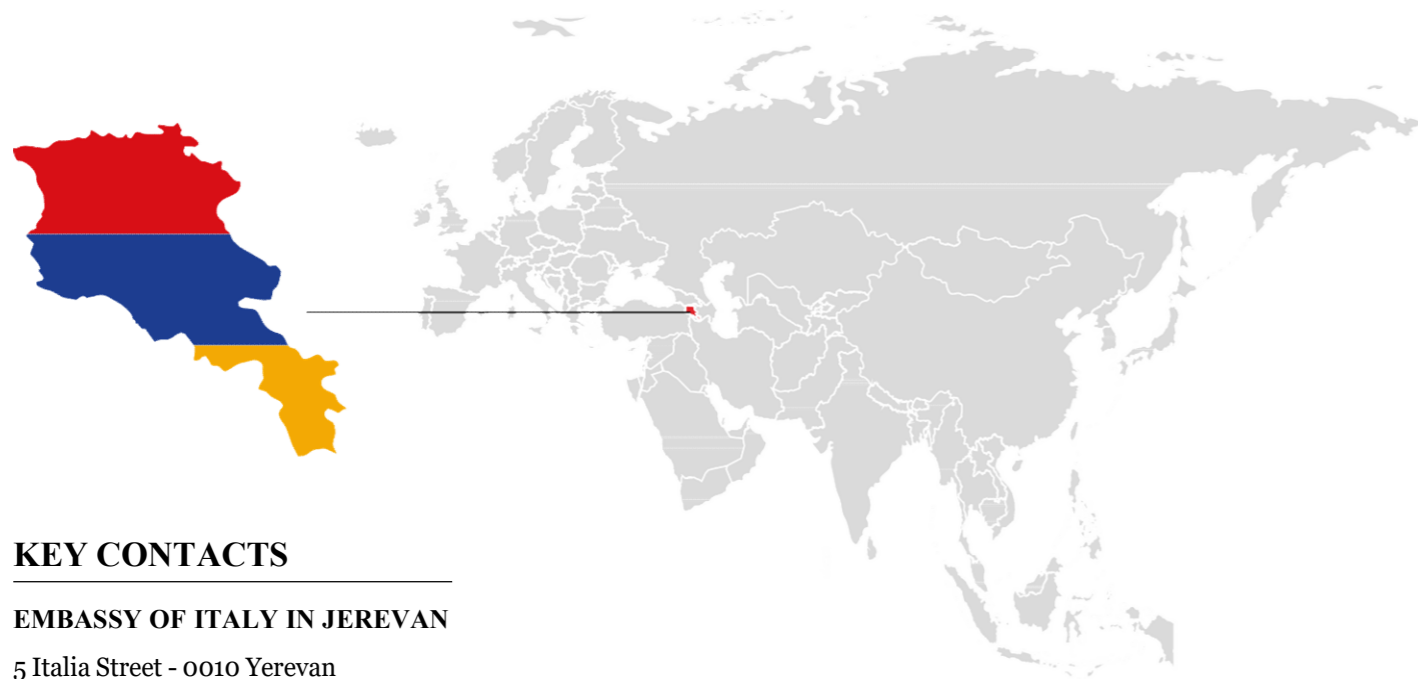 KEY CONTACTS
EMBASSY OF ITALY IN JEREVAN
5 Italia Street - 0010 Yerevan